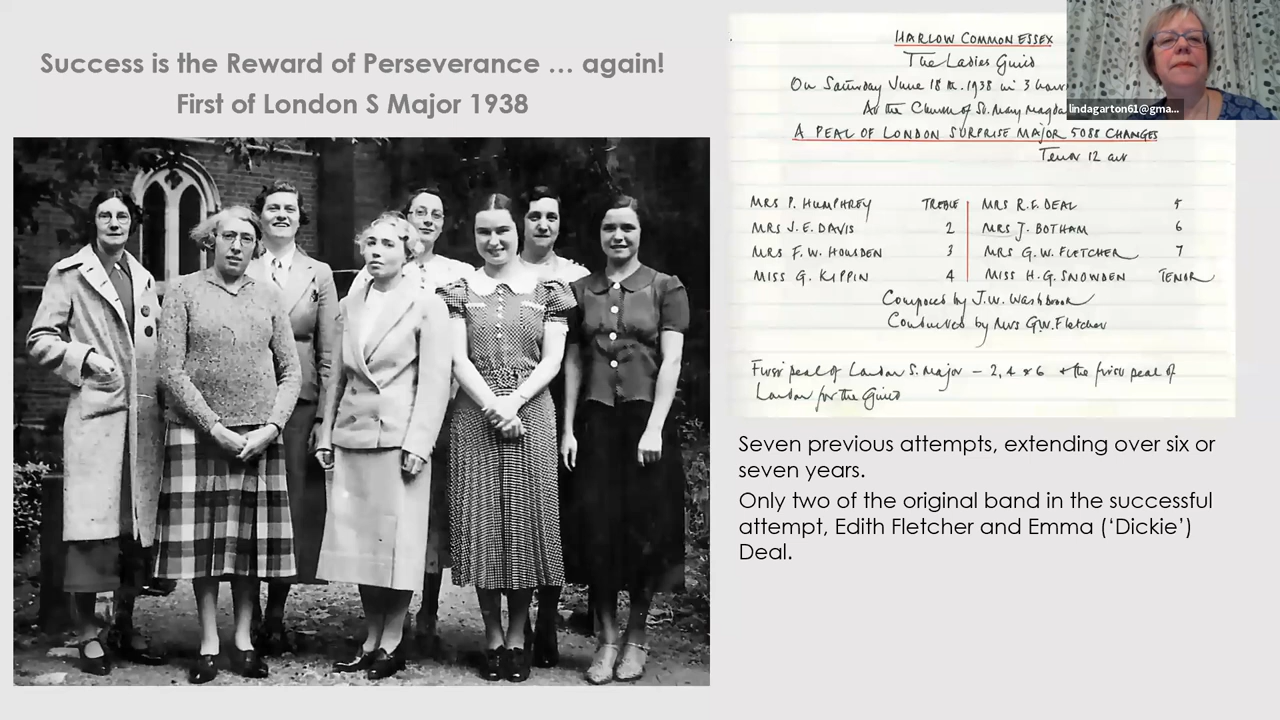 Success is the Reward of Perseverance … again!
First of London S Major 1938
HARLOW COMMON ESSEX
The Ladies Guild
On Saturday June 18th. 1938 in 3 hour
At the Church of St. Mary Magda
A PEAL OF LONDON SURPRISE MAJOR 5088 CHANGES
Tenor 12 cwt
MRS P. HUMPHREY TREBLE MRS R.F. DEAL 5
MRS J.E. DAVIS 2 MRS J. BOTHAM 6
MRS F.W. HOWDEN 3 MRS G.W. FLETCHER 7
MISS G. KIPPIN 4 MISS H.G. SNOWDEN TENOR
Composed by J.W. Washbrook
Conducted by Mrs G.W. Fletcher
First peal of London S. Major – 2, 4 & 6 + the first peal of
London for the Guild
lindagarton61@gma...
Seven previous attempts, extending over six or
seven years.
Only two of the original band in the successful
attempt, Edith Fletcher and Emma (‘Dickie’)
Deal.